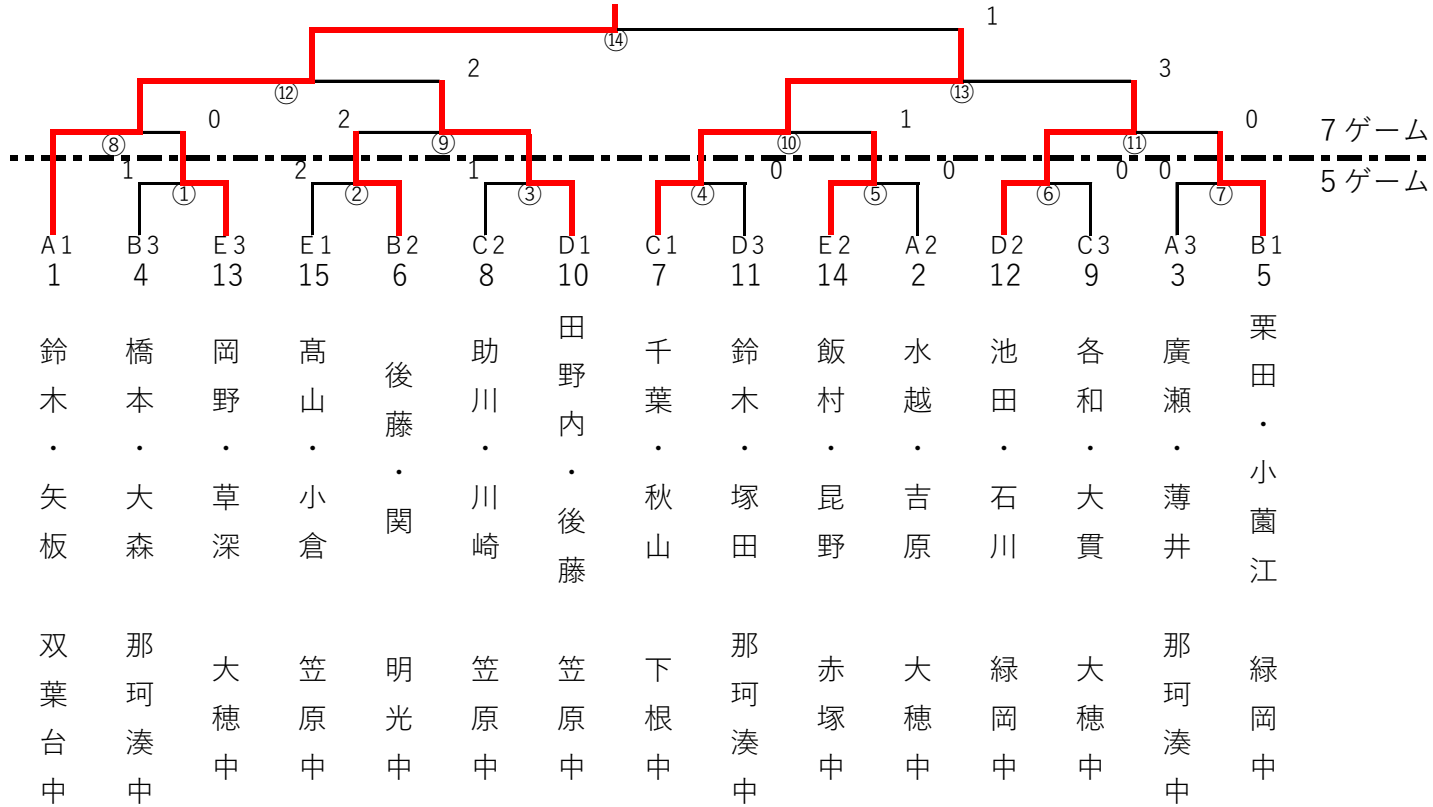 1
⑭
2
3
⑫
⑬
0
2
1
0
7ゲーム
⑧
⑨
⑩
⑪
1
2
1
0
0
0
0
5ゲーム
①
②
③
④
⑤
⑥
⑦
A1
B3
E3
E1
B2
C2
D1
C1
D3
E2
A2
D2
C3
A3
B1
1
4
13
15
6
8
10
7
11
14
2
12
9
3
5
鈴木・矢板
橋本・大森
岡野・草深
髙山・小倉
後藤・関
助川・川崎
田野内・後藤
千葉・秋山
鈴木・塚田
飯村・昆野
水越・吉原
池田・石川
各和・大貫
廣瀬・薄井
栗田・小薗江
双葉台中
那珂湊中
大穂中
笠原中
明光中
笠原中
笠原中
下根中
那珂湊中
赤塚中
大穂中
緑岡中
大穂中
那珂湊中
緑岡中